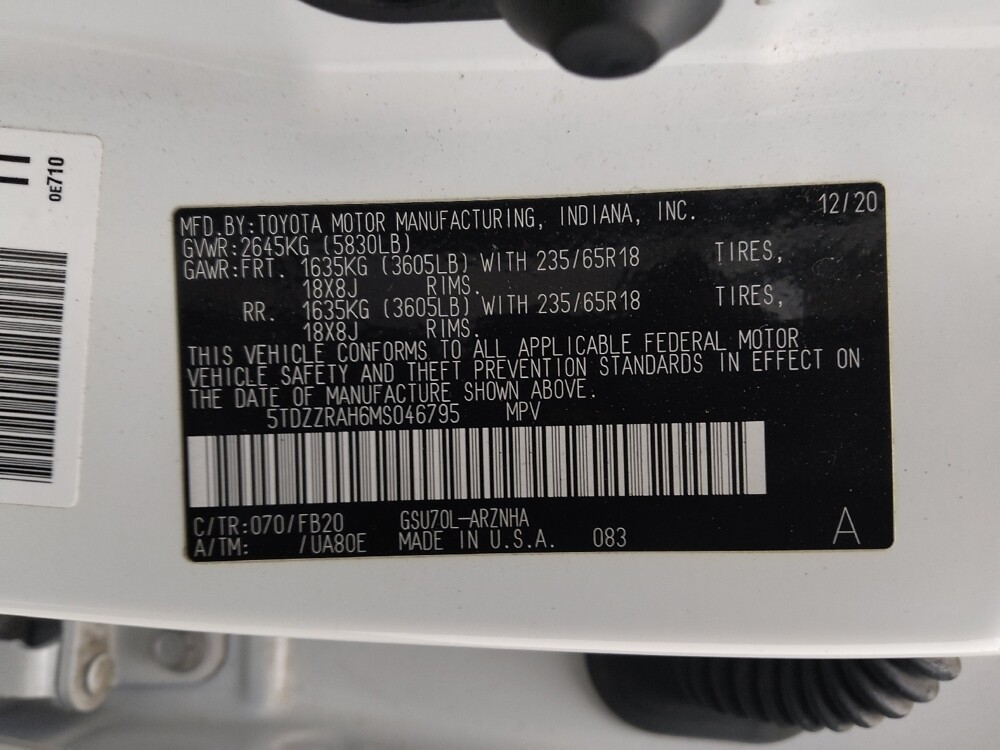 0E710
MFD.BY:TOYOTA MOTOR MANUFACTURING, INDIANA, INC. 12/20
GVWR:2645KG (5830LB)
GAWR:FRT. 1635KG (3605LB) WITH 235/65R18 TIRES,
18X8J RIMS.
RR. 1635KG (3605LB) WITH 235/65R18 TIRES,
18X8J RIMS.
THIS VEHICLE CONFORMS TO ALL APPLICABLE FEDERAL MOTOR
VEHICLE SAFETY AND THEFT PREVENTION STANDARDS IN EFFECT ON
THE DATE OF MANUFACTURE SHOWN ABOVE.
5TDZZRAH6MS046795 MPV
C/TR:070/FB20 GSU70L-ARZNHA
A/TM: /UA80E MADE IN U.S.A. 083 A